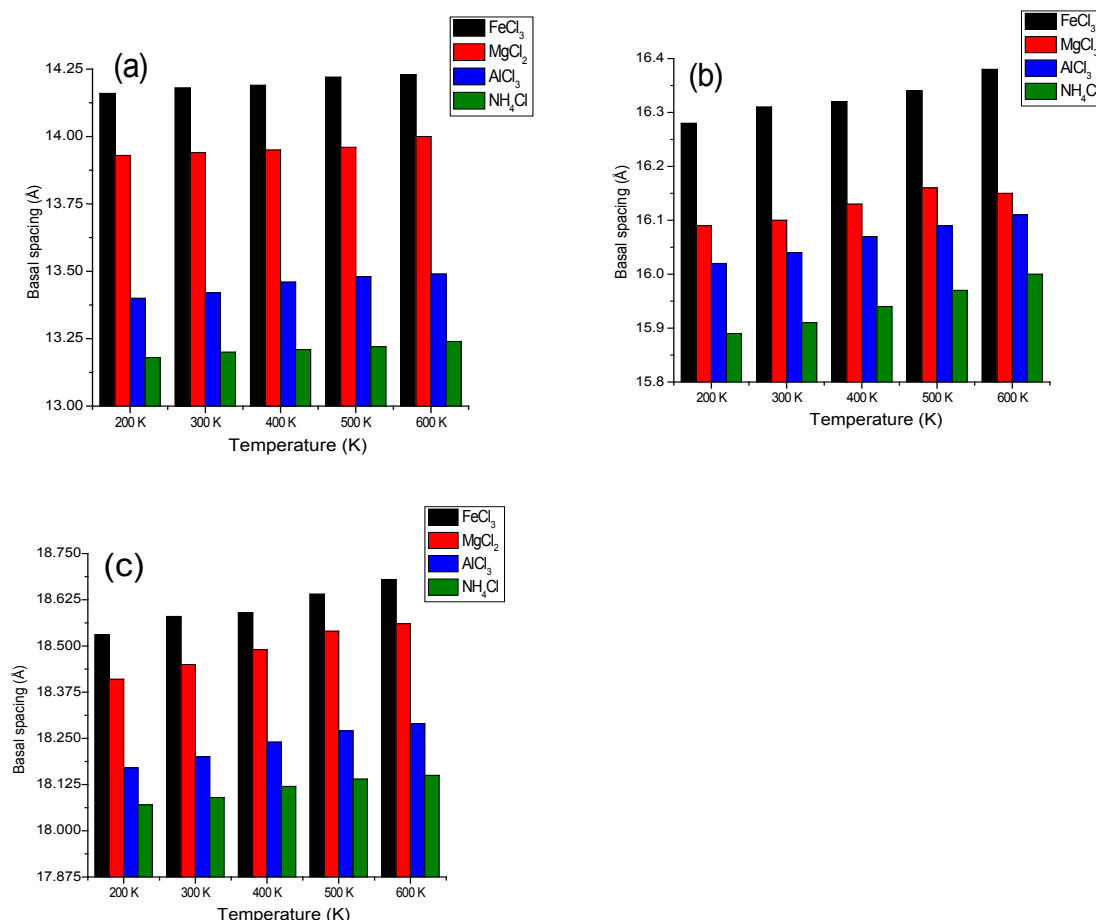 (a)
FeCl₃
MgCl₂
AlCl₃
NH₄Cl
14.25
14.00
13.75
13.50
13.25
13.00
Basal spacing (Å)
200 K 300 K 400 K 500 K 600 K
Temperature (K)
(b)
FeCl₃
MgCl₃
AlCl₃
NH₄Cl
16.4
16.3
16.2
16.1
16.0
15.9
15.8
Basal spacing (Å)
200 K 300 K 400 K 500 K 600 K
Temperature (K)
(c)
FeCl₃
MgCl₂
AlCl₃
NH₄Cl
18.750
18.625
18.500
18.375
18.250
18.125
18.000
17.875
Basal spacing (Å)
200 K 300 K 400 K 500 K 600 K
Temperature (K)